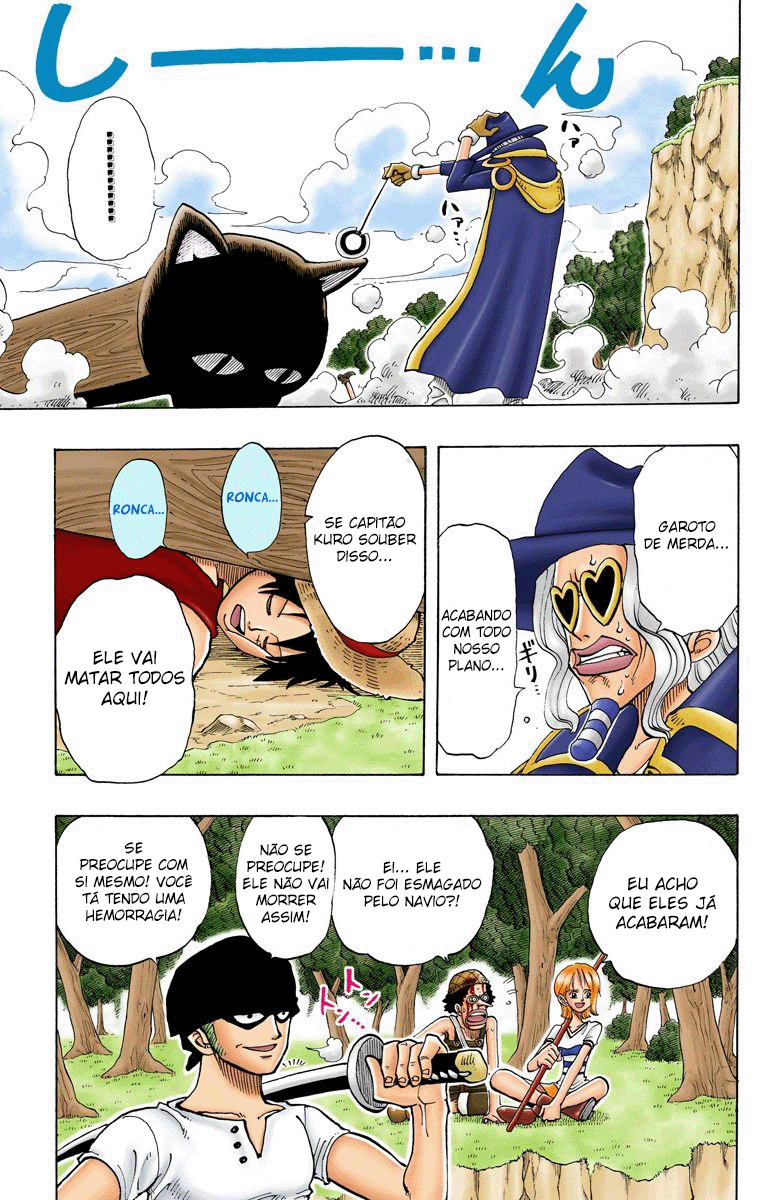 しーーー…ん
ハァ
ハァ…
GAROTO
DE MERDA...
ACABANDO
COM TODO
NOSSO
PLANO...
ギリ
SE CAPITÃO
KURO SOUBER
DISSO...
RONCA...
RONCA...
ELE VAI
MATAR TODOS
AQUI!
EU ACHO
QUE ELES JÁ
ACABARAM!
EI... ELE
NÃO FOI ESMAGADO
PELO NAVIO?!
NÃO SE
PREOCUPE!
ELE NÃO VAI
MORRER
ASSIM!
SE
PREOCUPE COM
SI MESMO! VOCÊ
TÁ TENDO UMA
HEMORRAGIA!
トン
トン…